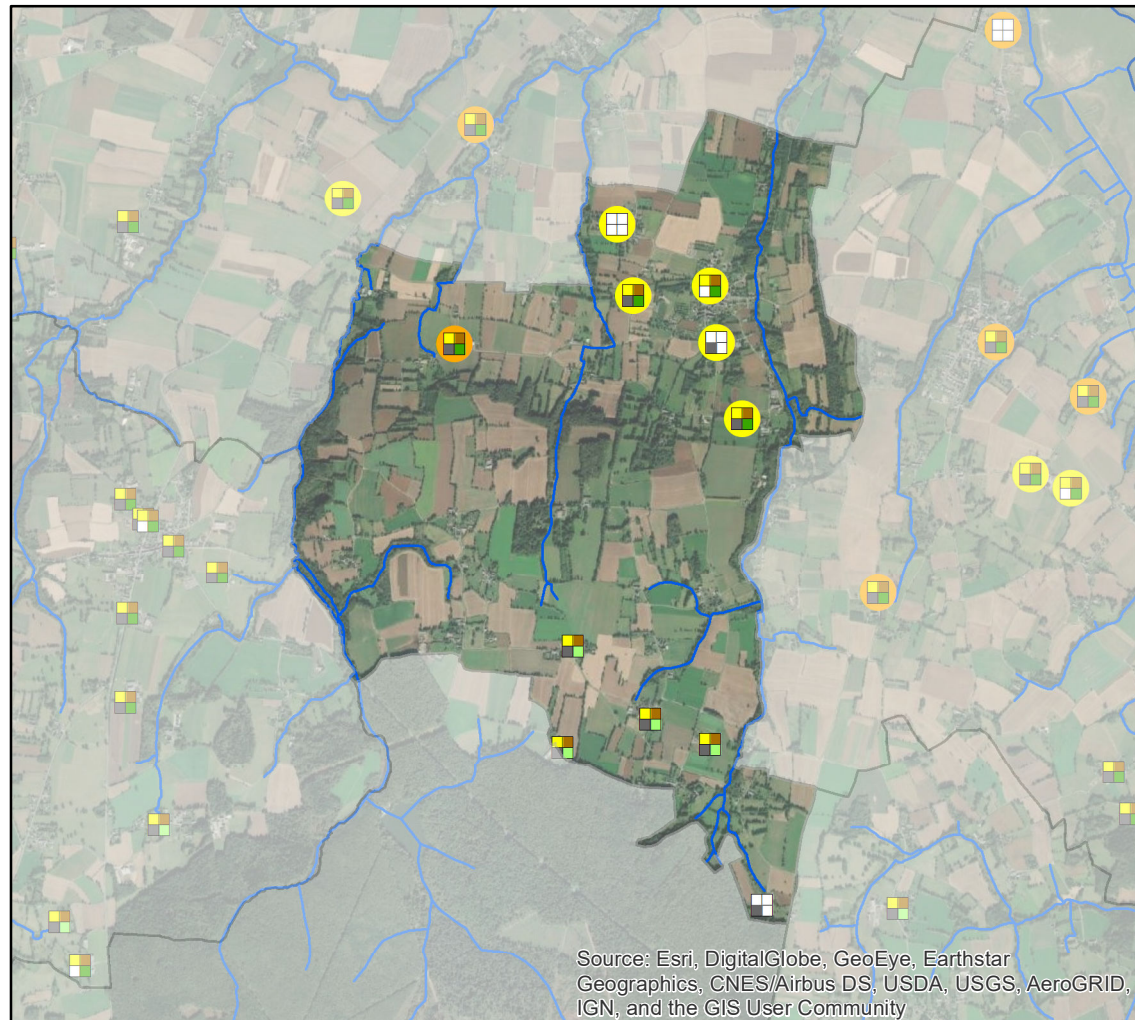 Source: Esri, DigitalGlobe, GeoEye, Earthstar
Geographics, CNES/Airbus DS, USDA, USGS, AeroGRID,
IGN, and the GIS User Community